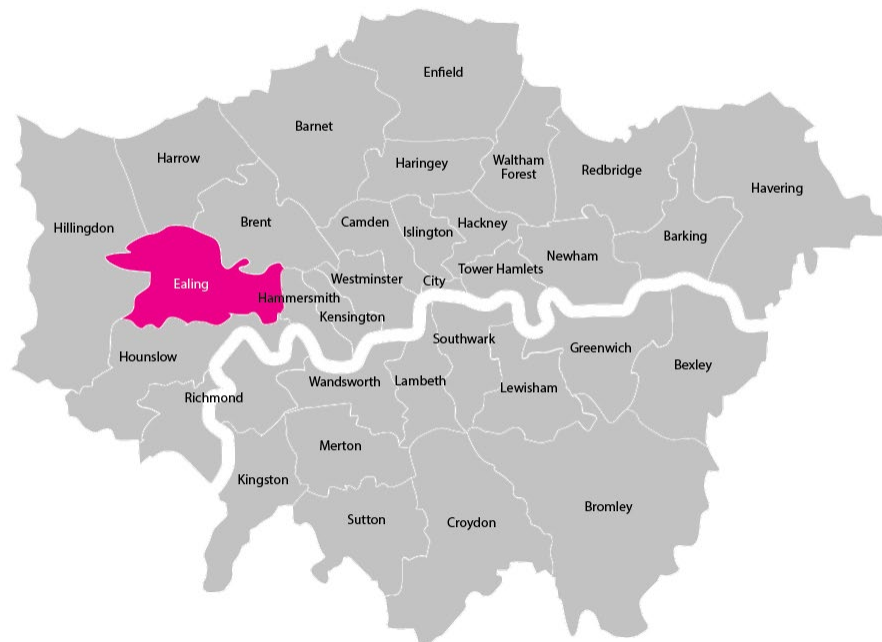 Enfield
Barnet
Harrow
Haringey
Waltham
Forest
Redbridge
Havering
Hillingdon
Brent
Camden
Islington
Hackney
Barking
Newham
Tower Hamlets
Westminster
City
Ealing
Hammersmith
Kensington
Southwark
Greenwich
Hounslow
Bexley
Wandsworth
Lambeth
Lewisham
Richmond
Merton
Kingston
Bromley
Sutton
Croydon